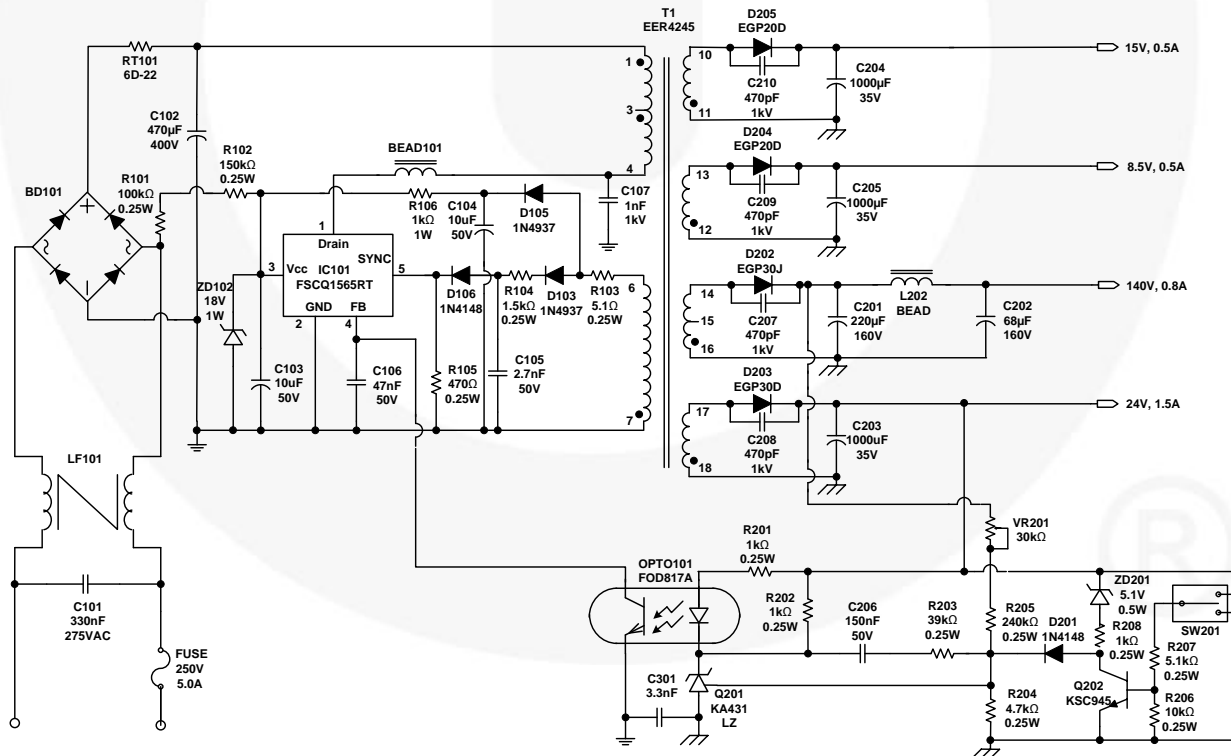 T1
EER4245
RT101
6D-22
C102
470µF
400V
R102
150kΩ
0.25W
R101
100kΩ
0.25W
BD101
BEAD101
R106
1kΩ
1W
C104
10uF
50V
D105
1N4937
C107
1nF
1kV
1
3
4
1
Drain
SYNC
5
3
Vcc
IC101
FSCQ1565RT
GND
FB
2
4
ZD102
18V
1W
D106
1N4148
R104
1.5kΩ
0.25W
D103
1N4937
R103
5.1Ω
0.25W
6
7
C103
10uF
50V
C106
47nF
50V
R105
470Ω
0.25W
C105
2.7nF
50V
LF101
C101
330nF
275VAC
FUSE
250V
5.0A
D205
EGP20D
10
11
C210
470pF
1kV
C204
1000µF
35V
15V, 0.5A
D204
EGP20D
13
12
C209
470pF
1kV
C205
1000µF
35V
8.5V, 0.5A
D202
EGP30J
14
15
16
C207
470pF
1kV
C201
220µF
160V
L202
BEAD
C202
68µF
160V
140V, 0.8A
D203
EGP30D
17
18
C208
470pF
1kV
C203
1000uF
35V
24V, 1.5A
VR201
30kΩ
OPTO101
FOD817A
R201
1kΩ
0.25W
R202
1kΩ
0.25W
C206
150nF
50V
R203
39kΩ
0.25W
R205
240kΩ
0.25W
D201
1N4148
ZD201
5.1V
0.5W
R208
1kΩ
0.25W
SW201
R207
5.1kΩ
0.25W
C301
3.3nF
Q201
KA431
LZ
R204
4.7kΩ
0.25W
Q202
KSC945
R206
10kΩ
0.25W
®